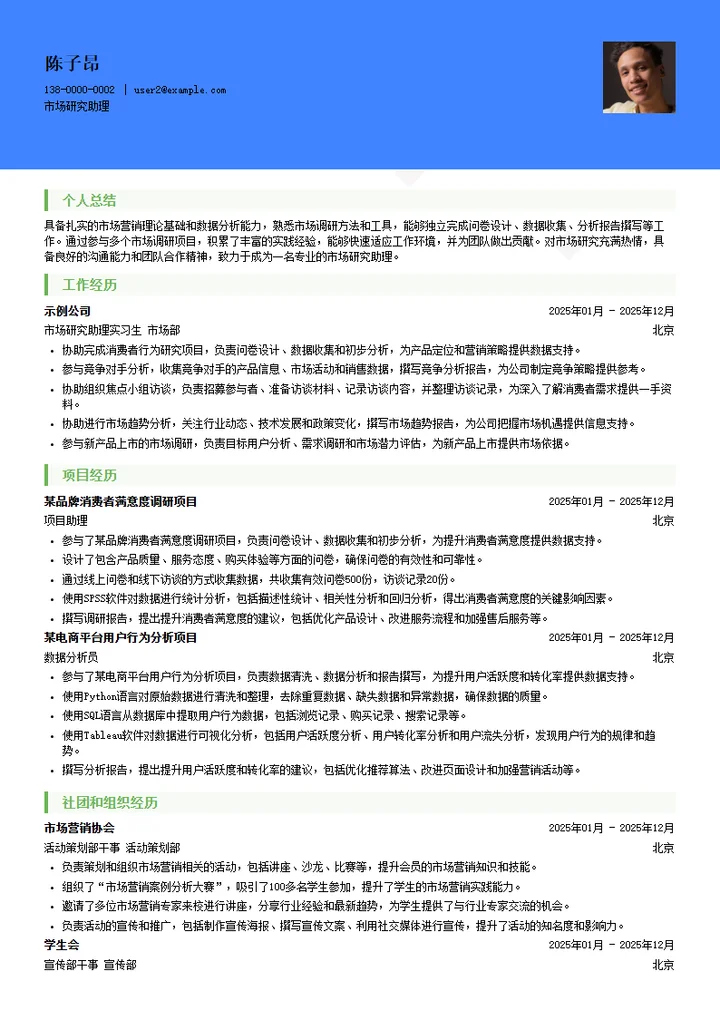 陈子昂
138-0000-0002 | user2@example.com
市场研究助理
个人总结
具备扎实的市场营销理论基础和数据分析能力，熟悉市场调研方法和工具，能够独立完成问卷设计、数据收集、分析报告撰写等工
作。通过参与多个市场调研项目，积累了丰富的实践经验，能够快速适应工作环境，并为团队做出贡献。对市场研究充满热情，具
备良好的沟通能力和团队合作精神，致力于成为一名专业的市场研究助理。
工作经历
示例公司 2025年01月 - 2025年12月
市场研究助理实习生 市场部 北京
• 协助完成消费者行为研究项目，负责问卷设计、数据收集和初步分析，为产品定位和营销策略提供数据支持。
• 参与竞争对手分析，收集竞争对手的产品信息、市场活动和销售数据，撰写竞争分析报告，为公司制定竞争策略提供参考。
• 协助组织焦点小组访谈，负责招募参与者、准备访谈材料、记录访谈内容，并整理访谈记录，为深入了解消费者需求提供一手资
料。
• 协助进行市场趋势分析，关注行业动态、技术发展和政策变化，撰写市场趋势报告，为公司把握市场机遇提供信息支持。
• 参与新产品上市的市场调研，负责目标用户分析、需求调研和市场潜力评估，为新产品上市提供市场依据。
项目经历
某品牌消费者满意度调研项目 2025年01月 - 2025年12月
项目助理 北京
• 参与了某品牌消费者满意度调研项目，负责问卷设计、数据收集和初步分析，为提升消费者满意度提供数据支持。
• 设计了包含产品质量、服务态度、购买体验等方面的问卷，确保问卷的有效性和可靠性。
• 通过线上问卷和线下访谈的方式收集数据，共收集有效问卷500份，访谈记录20份。
• 使用SPSS软件对数据进行统计分析，包括描述性统计、相关性分析和回归分析，得出消费者满意度的关键影响因素。
• 撰写调研报告，提出提升消费者满意度的建议，包括优化产品设计、改进服务流程和加强售后服务等。
某电商平台用户行为分析项目 2025年01月 - 2025年12月
数据分析员 北京
• 参与了某电商平台用户行为分析项目，负责数据清洗、数据分析和报告撰写，为提升用户活跃度和转化率提供数据支持。
• 使用Python语言对原始数据进行清洗和整理，去除重复数据、缺失数据和异常数据，确保数据的质量。
• 使用SQL语言从数据库中提取用户行为数据，包括浏览记录、购买记录、搜索记录等。
• 使用Tableau软件对数据进行可视化分析，包括用户活跃度分析、用户转化率分析和用户流失分析，发现用户行为的规律和趋
势。
• 撰写分析报告，提出提升用户活跃度和转化率的建议，包括优化推荐算法、改进页面设计和加强营销活动等。
社团和组织经历
市场营销协会 2025年01月 - 2025年12月
活动策划部干事 活动策划部 北京
• 负责策划和组织市场营销相关的活动，包括讲座、沙龙、比赛等，提升会员的市场营销知识和技能。
• 组织了“市场营销案例分析大赛”，吸引了100多名学生参加，提升了学生的市场营销实践能力。
• 邀请了多位市场营销专家来校进行讲座，分享行业经验和最新趋势，为学生提供了与行业专家交流的机会。
• 负责活动的宣传和推广，包括制作宣传海报、撰写宣传文案、利用社交媒体进行宣传，提升了活动的知名度和影响力。
学生会 2025年01月 - 2025年12月
宣传部干事 宣传部 北京